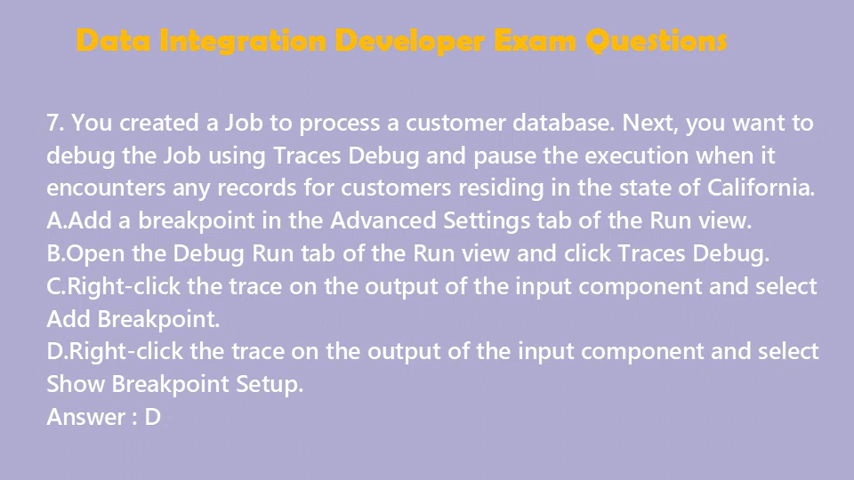 Data Integration Developer Exam Questions
7. You created a Job to process a customer database. Next, you want to
debug the Job using Traces Debug and pause the execution when it
encounters any records for customers residing in the state of California.
A.Add a breakpoint in the Advanced Settings tab of the Run view.
B.Open the Debug Run tab of the Run view and click Traces Debug.
C.Right-click the trace on the output of the input component and select
Add Breakpoint.
D.Right-click the trace on the output of the input component and select
Show Breakpoint Setup.
Answer : D